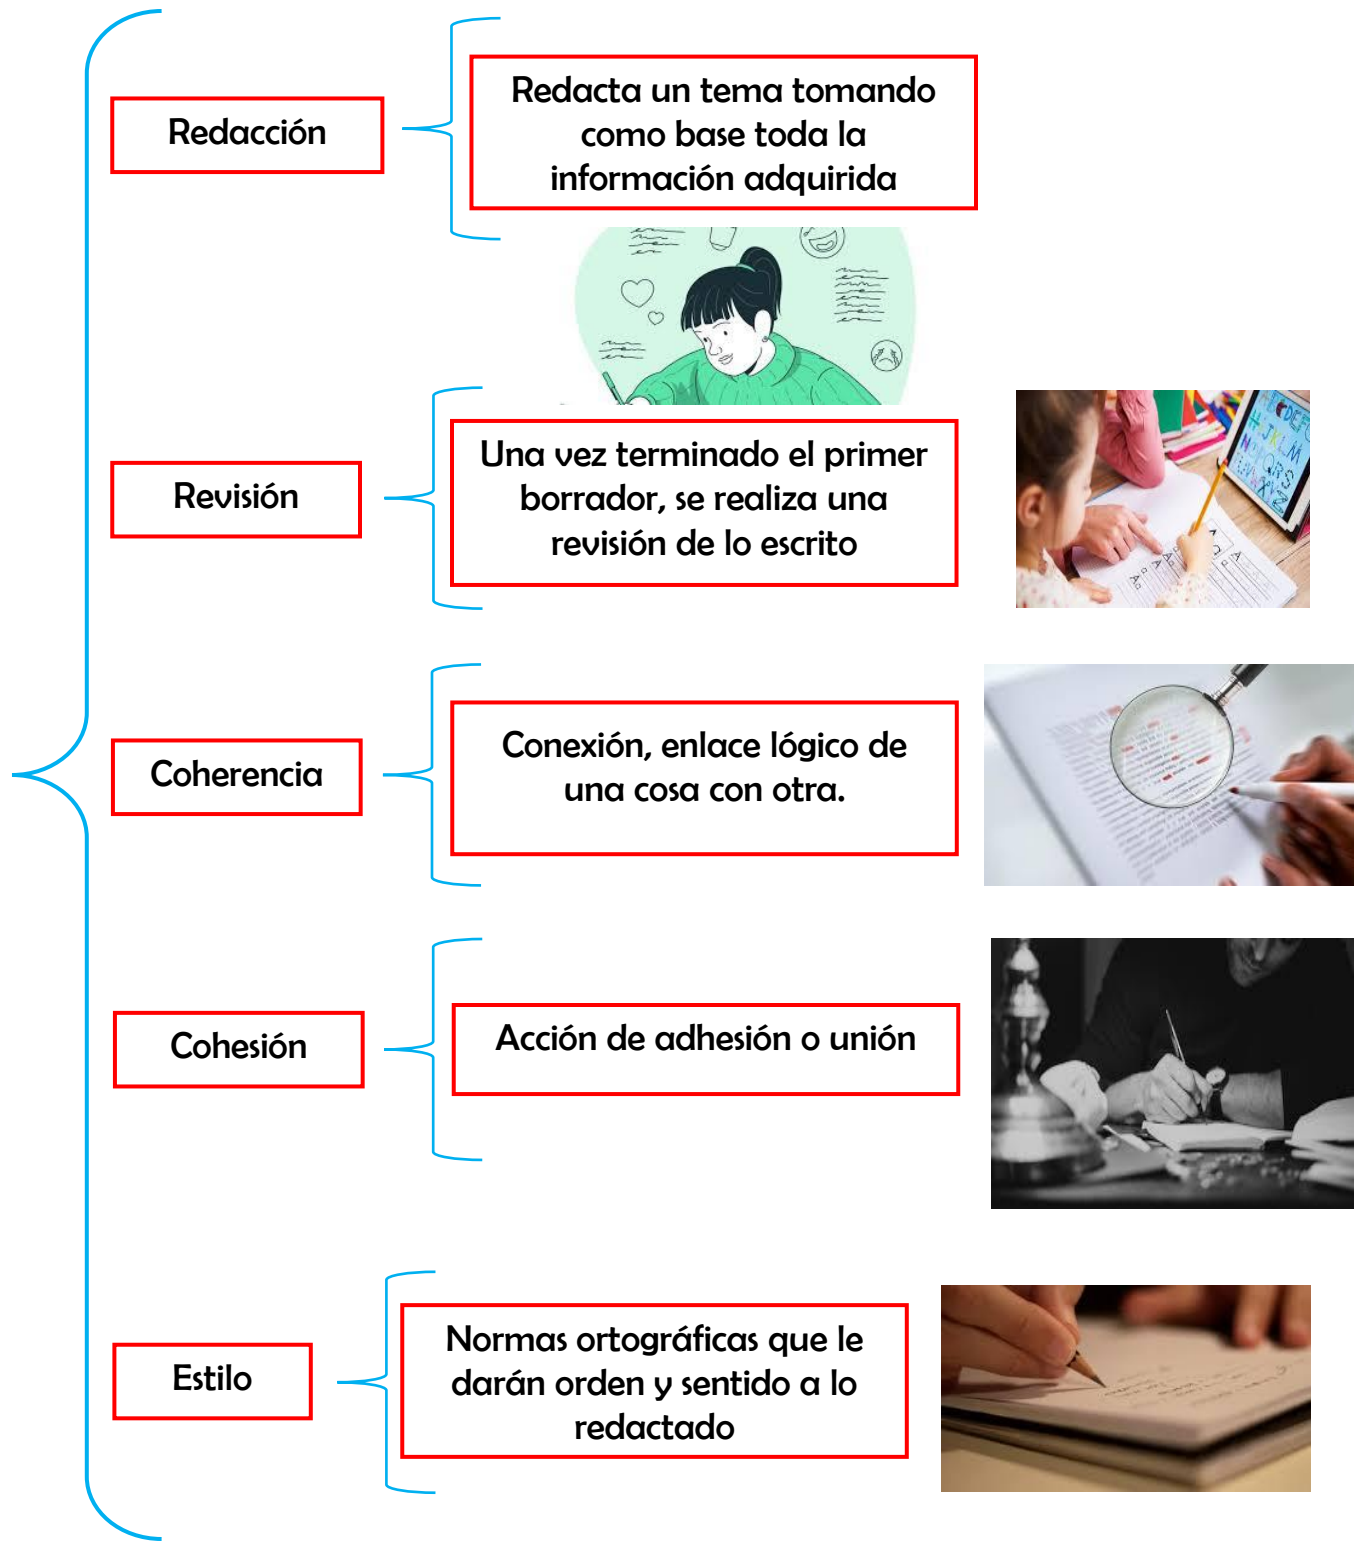 Redacción
Redacta un tema tomando
como base toda la
información adquirida
Revisión
Una vez terminado el primer
borrador, se realiza una
revisión de lo escrito
Coherencia
Conexión, enlace lógico de
una cosa con otra.
Cohesión
Acción de adhesión o unión
Estilo
Normas ortográficas que le
darán orden y sentido a lo
redactado